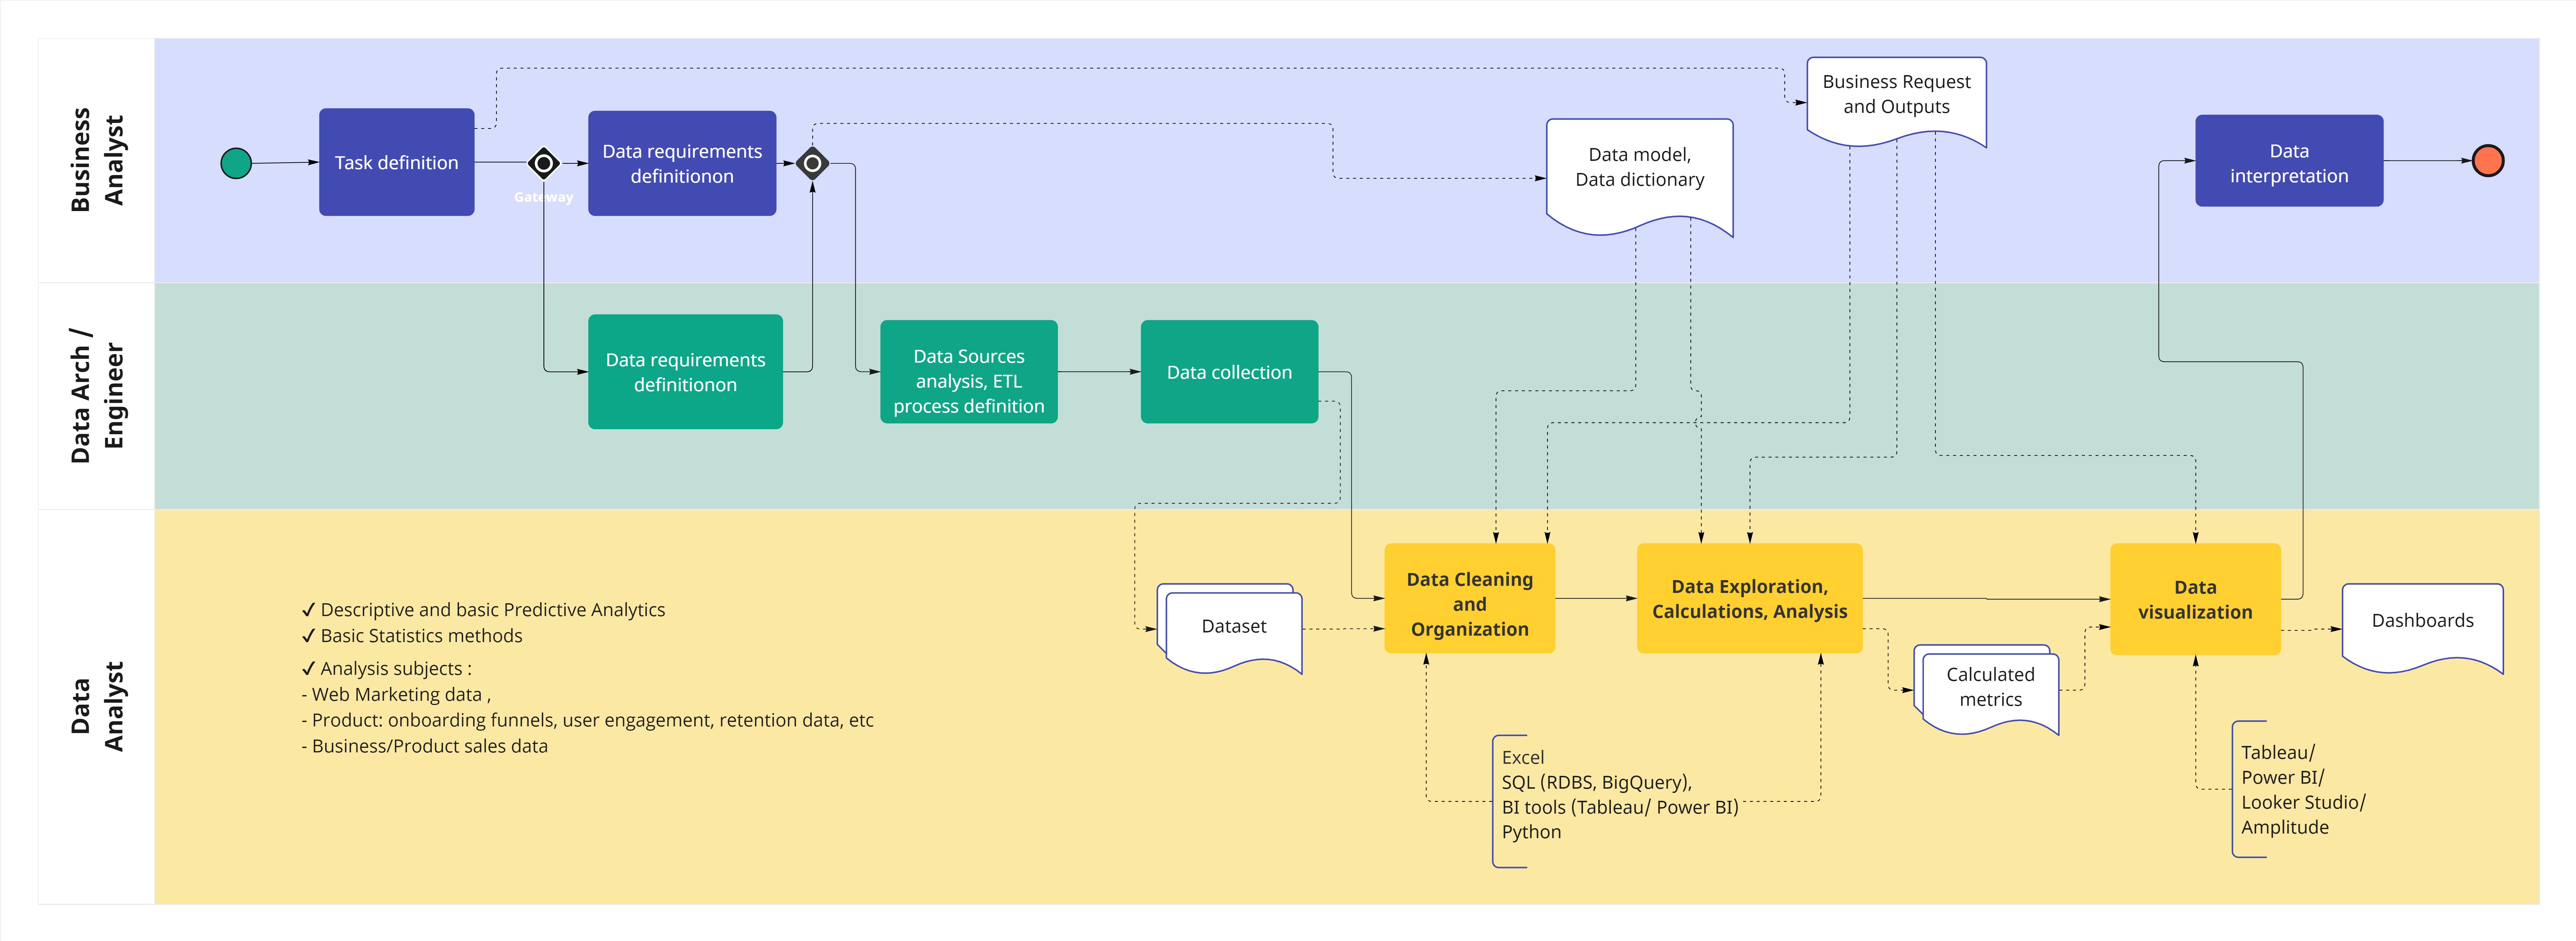 Business
Analyst
Task definition
Gateway
Data requirements
definitionon
Data model,
Data dictionary
Business Request
and Outputs
Data
interpretation
Data Arch /
Engineer
Data requirements
definitionon
Data Sources
analysis, ETL
process definition
Data collection
Data
Analyst
✓ Descriptive and basic Predictive Analytics
✓ Basic Statistics methods
✓ Analysis subjects :
- Web Marketing data ,
- Product: onboarding funnels, user engagement, retention data, etc
- Business/Product sales data
Dataset
Data Cleaning
and
Organization
Data Exploration,
Calculations, Analysis
Calculated
metrics
Data
visualization
Dashboards
Excel
SQL (RDBS, BigQuery),
BI tools (Tableau/ Power BI)
Python
Tableau/
Power BI/
Looker Studio/
Amplitude